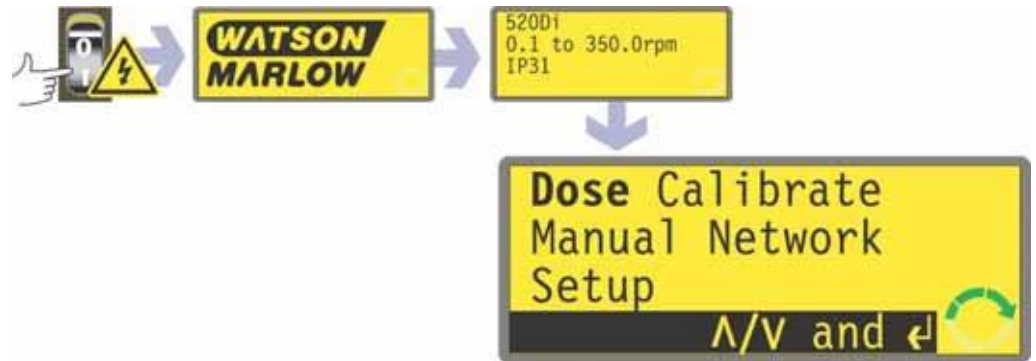 0
I
WATSON
MARLOW
520Di
0.1 to 350.0rpm
IP31
Dose Calibrate
Manual Network
Setup
Λ/V and ↵